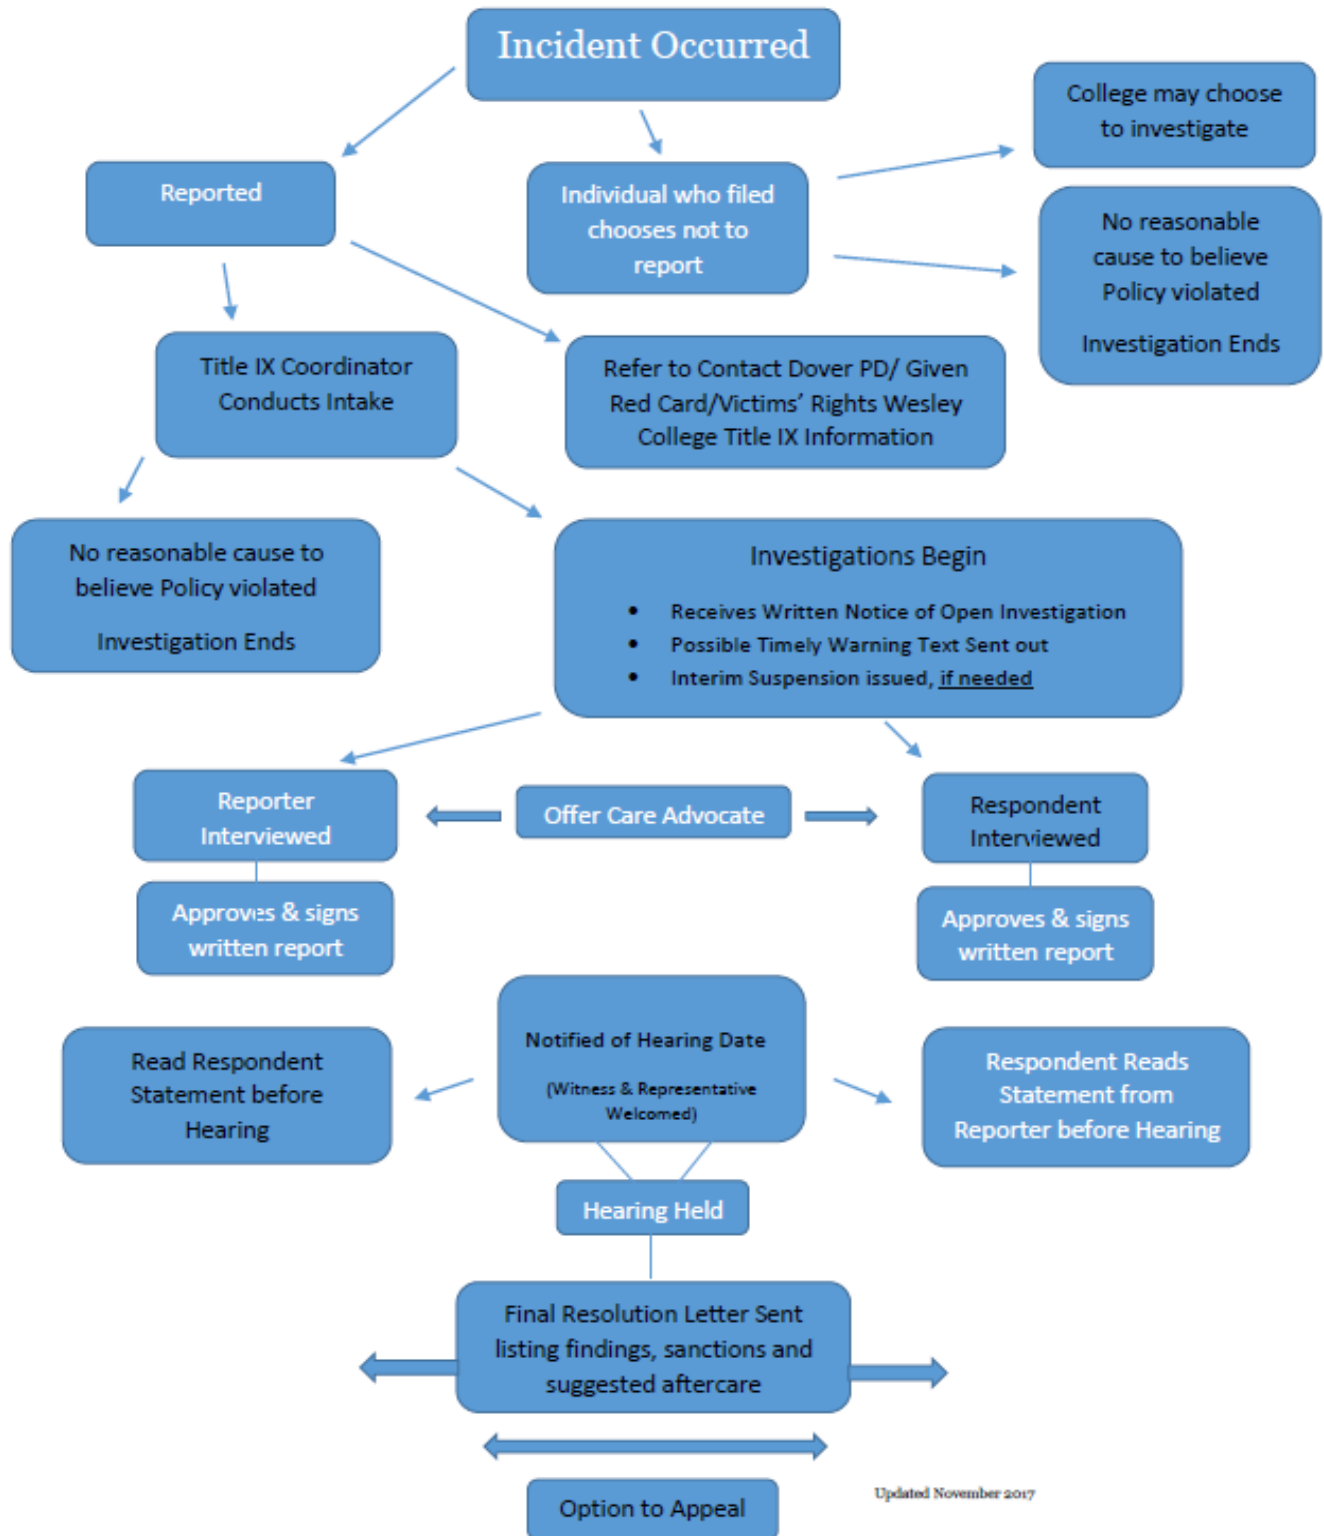 Incident Occurred
College may choose
to investigate
Reported
Individual who filed
chooses not to
report
No reasonable
cause to believe
Policy violated
Investigation Ends
Title IX Coordinator
Conducts Intake
Refer to Contact Dover PD/ Given
Red Card/Victims’ Rights Wesley
College Title IX Information
No reasonable cause to
believe Policy violated
Investigation Ends
Investigations Begin
• Receives Written Notice of Open Investigation
• Possible Timely Warning Text Sent out
• Interim Suspension issued, if needed
Reporter
Interviewed
Offer Care Advocate
Respondent
Interviewed
Approves & signs
written report
Approves & signs
written report
Notified of Hearing Date
(Witness & Representative
Welcomed)
Read Respondent
Statement before
Hearing
Respondent Reads
Statement from
Reporter before Hearing
Hearing Held
Final Resolution Letter Sent
listing findings, sanctions and
suggested aftercare
Option to Appeal
Updated November 2017